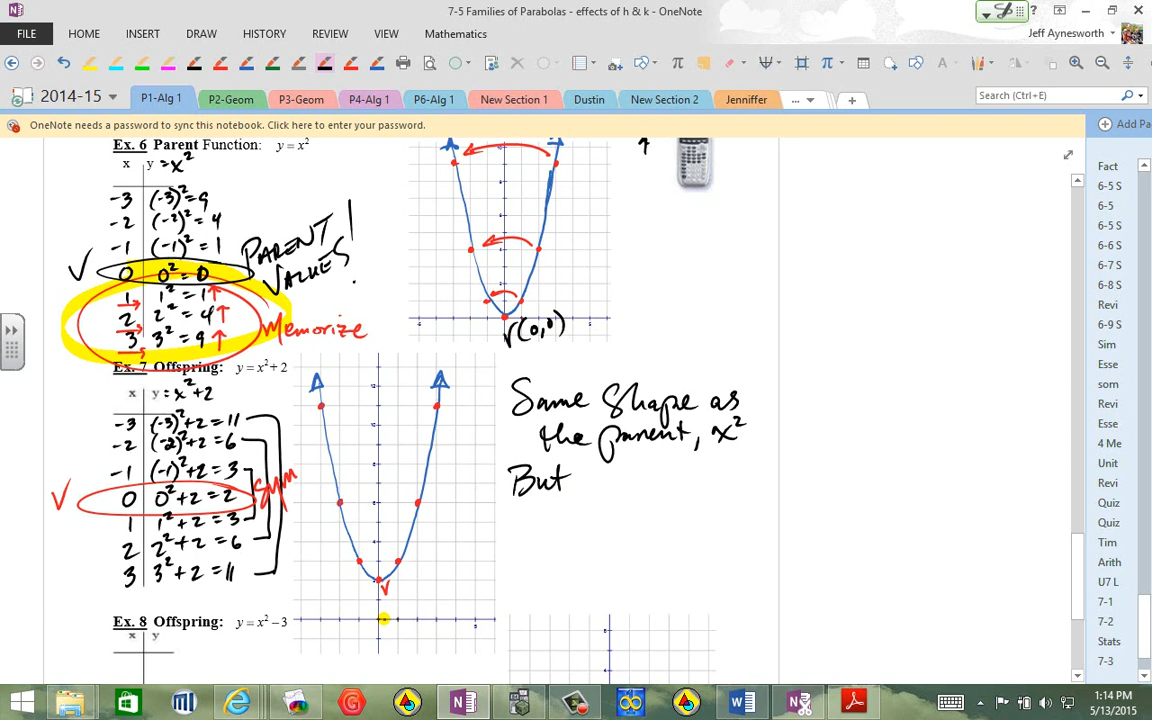 7-5 Families of Parabolas - effects of h & k - OneNote
FILE HOME INSERT DRAW HISTORY REVIEW VIEW Mathematics
Jeff Aynesworth
2014-15 P1-Alg 1 P2-Geom P3-Geom P4-Alg 1 P6-Alg 1 New Section 1 Dustin New Section 2 Jenniffer ... +
Search (Ctrl+E)
OneNote needs a password to sync this notebook. Click here to enter your password.
Add Pa
Ex. 6 Parent Function: y = x²
x y = x²
-3 (-3)² = 9
-2 (-2)² = 4
-1 (-1)² = 1
V 0 0² = 0
1 1² = 1
2 2² = 4
3 3² = 9
PARENT VALUES!
Memorize
V(0,0)
Ex. 7 Offspring: y = x² + 2
x y = x² + 2
-3 (-3)² + 2 = 11
-2 (-2)² + 2 = 6
-1 (-1)² + 2 = 3
V 0 0² + 2 = 2
1 1² + 2 = 3
2 2² + 2 = 6
3 3² + 2 = 11
Sym
V
Same Shape as
the parent, x²
But
Ex. 8 Offspring: y = x² − 3
x y
Fact
6-5 S
6-5
6-5 S
6-6 S
6-7 S
6-8 S
Revi
6-9 S
Sim
Esse
som
Revi
Esse
4 Me
Unit
Revi
Quiz
Quiz
Tim
Arith
U7 L
7-1
7-2
Stats
7-3
1:14 PM
5/13/2015